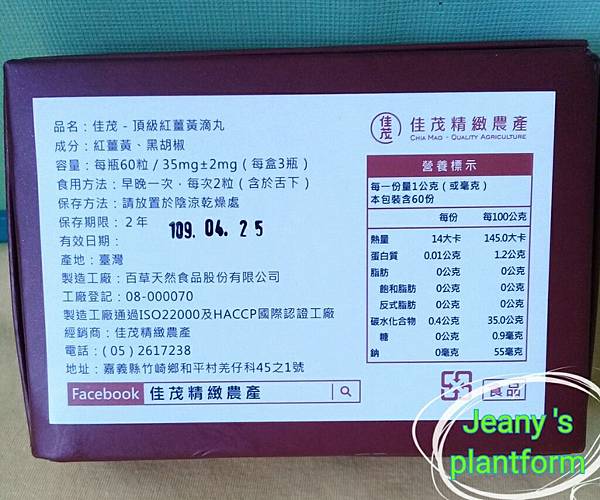 品名：佳茂－頂級紅薑黃滴丸
成分：紅薑黃、黑胡椒
容量：每瓶60粒 / 35mg±2mg（每盒3瓶）
食用方法：早晚一次，每次2粒（含於舌下）
保存方法：請放置於陰涼乾燥處
保存期限：2 年
109. 04. 25
有效日期：
產地：臺灣
製造工廠：百草天然食品股份有限公司
工廠登記：08-000070
製造工廠通過ISO22000及HACCP國際認證工廠
經銷商：佳茂精緻農產
電話：(05) 2617238
地址：嘉義縣竹崎鄉和平村羌仔科45之1號
Facebook 佳茂精緻農產
佳茂
佳茂精緻農產
CHIA MAO - QUALITY AGRICULTURE
營養標示
每一份量1公克（或毫克）
本包裝含60份
每份 每100公克
熱量 14大卡 145.0大卡
蛋白質 0.01公克 1.2公克
脂肪 0公克 0公克
飽和脂肪 0公克 0公克
反式脂肪 0公克 0公克
碳水化合物 0.4公克 35.0公克
糖 0公克 0.9毫克
鈉 0毫克 55毫克
食品
Jeany 's
plantform